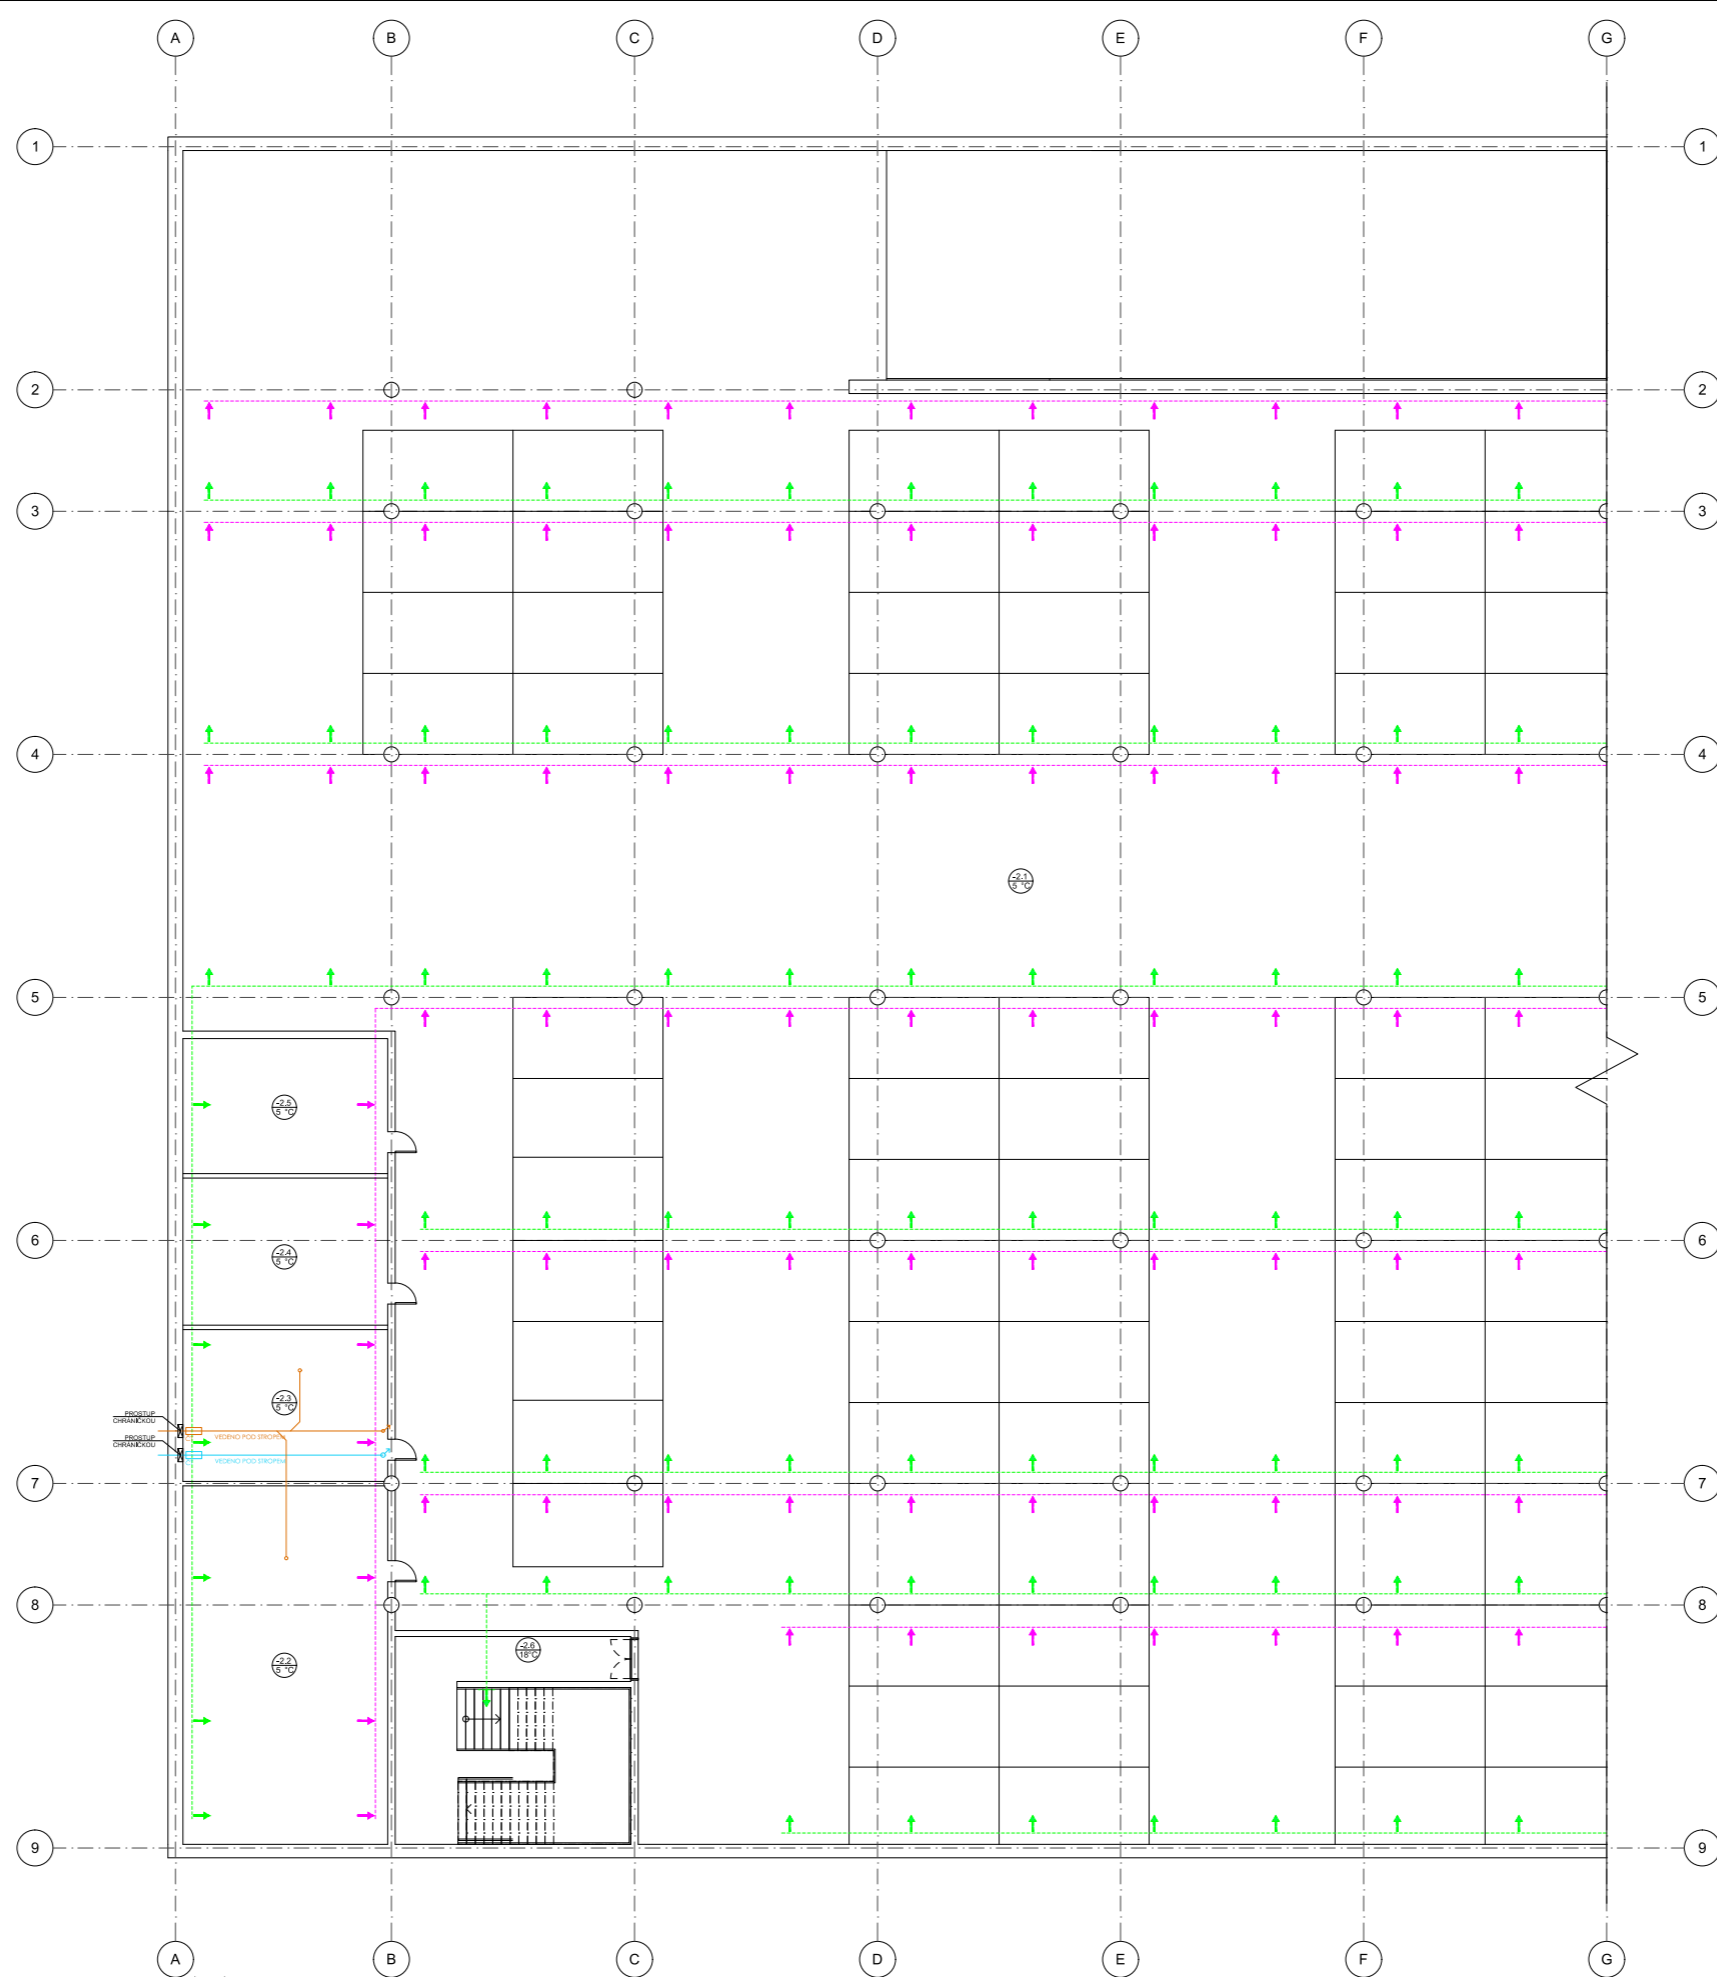 A B C D E F G
1 1
2 2
3 3
4 4
-2.1
5 °C
5 5
-2.5
5 °C
6 6
-2.4
5 °C
-2.3
5 °C
PROSTUP
CHRÁNIČKOU
VEDENO POD STROPEM
PROSTUP
CHRÁNIČKOU
VEDENO POD STROPEM
7 7
8 8
-2.6
18°C
-2.2
5 °C
9 9
A B C D E F G